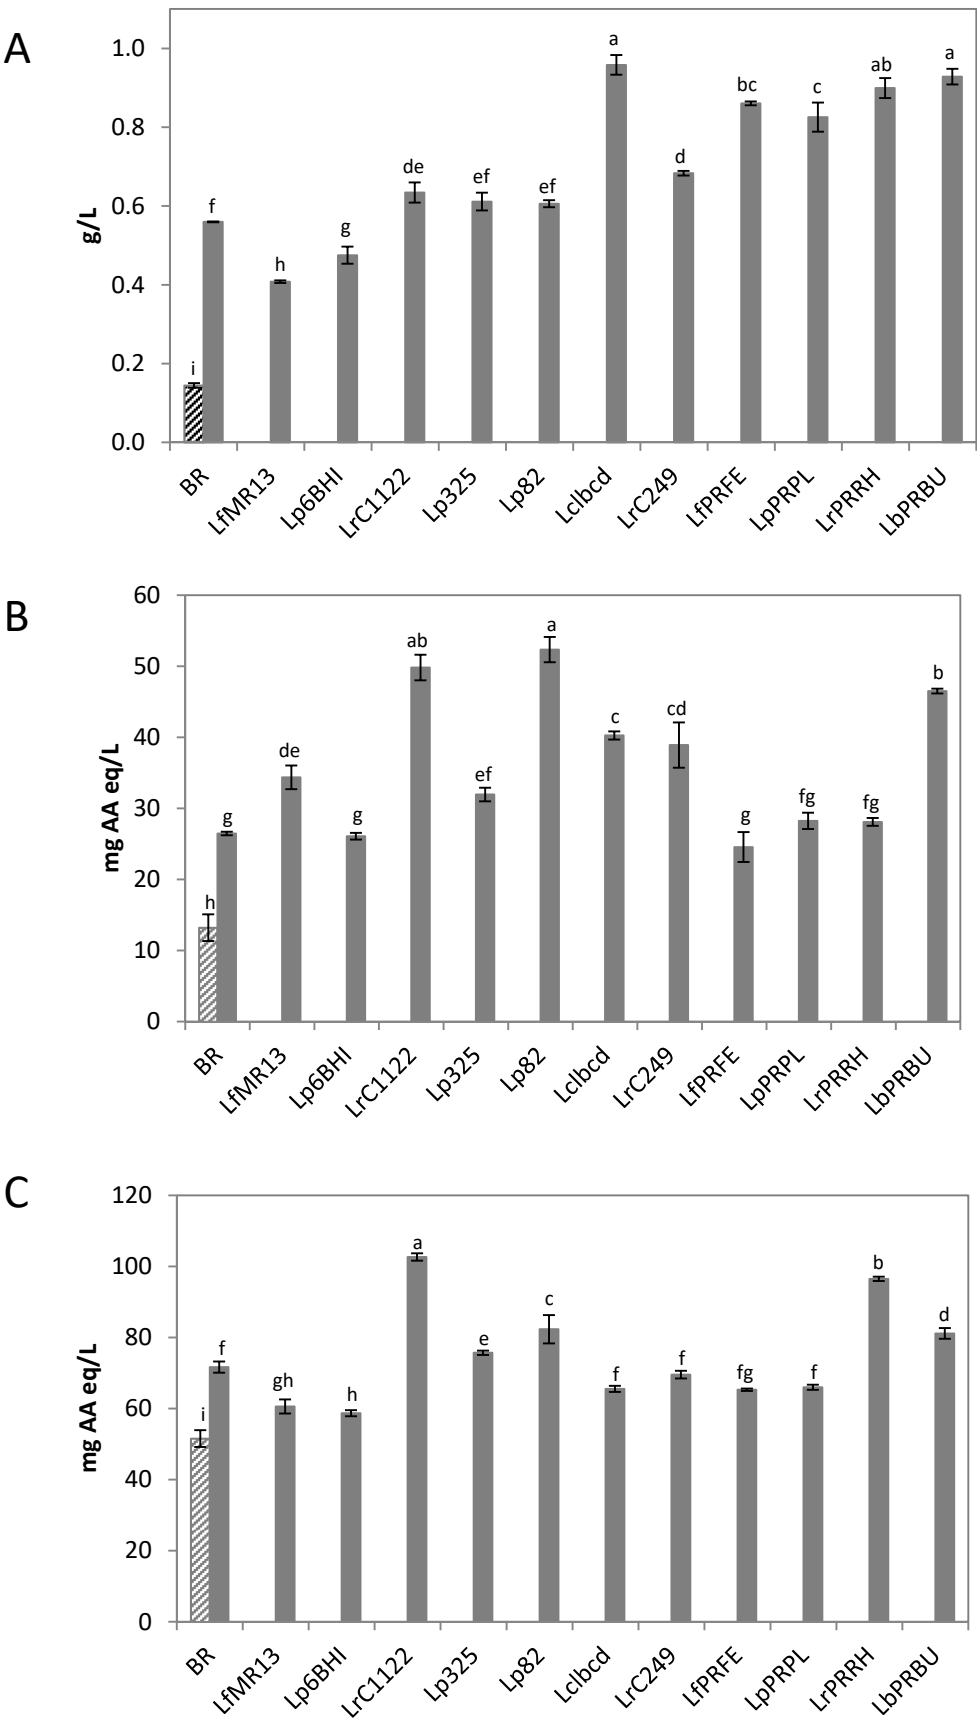 A
g/L
1.0
0.8
0.6
0.4
0.2
0.0
i
f
h
g
de
ef
ef
a
d
bc
c
ab
a
BR
LfMR13
Lp6BHI
LrC1122
Lp325
Lp82
Lclbcd
LrC249
LfPRFE
LpPRPL
LrPRRH
LbPRBU
B
mg AA eq/L
60
50
40
30
20
10
0
h
g
de
g
ab
ef
a
c
cd
g
fg
fg
b
BR
LfMR13
Lp6BHI
LrC1122
Lp325
Lp82
Lclbcd
LrC249
LfPRFE
LpPRPL
LrPRRH
LbPRBU
C
mg AA eq/L
120
100
80
60
40
20
0
i
f
gh
h
a
e
c
f
f
fg
f
b
d
BR
LfMR13
Lp6BHI
LrC1122
Lp325
Lp82
Lclbcd
LrC249
LfPRFE
LpPRPL
LrPRRH
LbPRBU